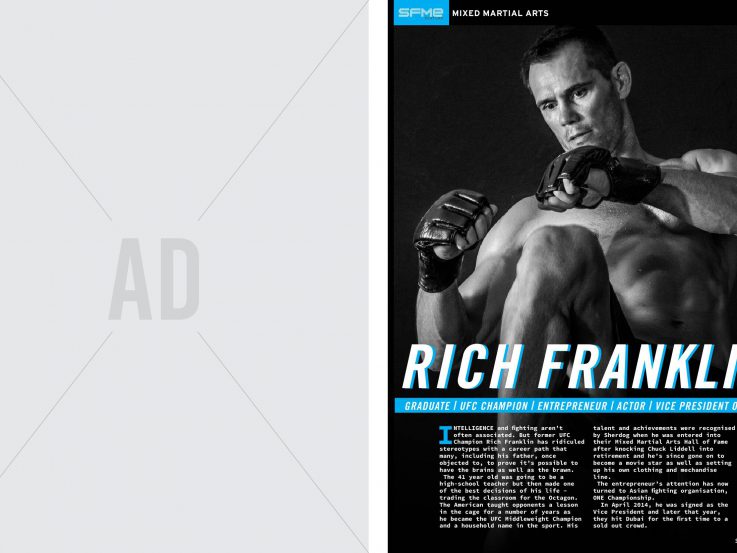 AD
SFME
MIXED MARTIAL ARTS
RICH FRANKLI
GRADUATE | UFC CHAMPION | ENTREPRENEUR | ACTOR | VICE PRESIDENT O
INTELLIGENCE and fighting aren't
often associated. But former UFC
Champion Rich Franklin has ridiculed
stereotypes with a career path that
many, including his father, once
objected to, to prove it's possible to
have the brains as well as the brawn.
The 41 year old was going to be a
high-school teacher but then made one
of the best decisions of his life -
trading the classroom for the Octagon.
The American taught opponents a lesson
in the cage for a number of years as
he became the UFC Middleweight Champion
and a household name in the sport. His
talent and achievements were recognised
by Sherdog when he was entered into
their Mixed Martial Arts Hall of Fame
after knocking Chuck Liddell into
retirement and he's since gone on to
become a movie star as well as setting
up his own clothing and mechandise
line.
The entrepreneur's attention has now
turned to Asian fighting organisation,
ONE Championship.
In April 2014, he was signed as the
Vice President and later that year,
they hit Dubai for the first time to a
sold out crowd.